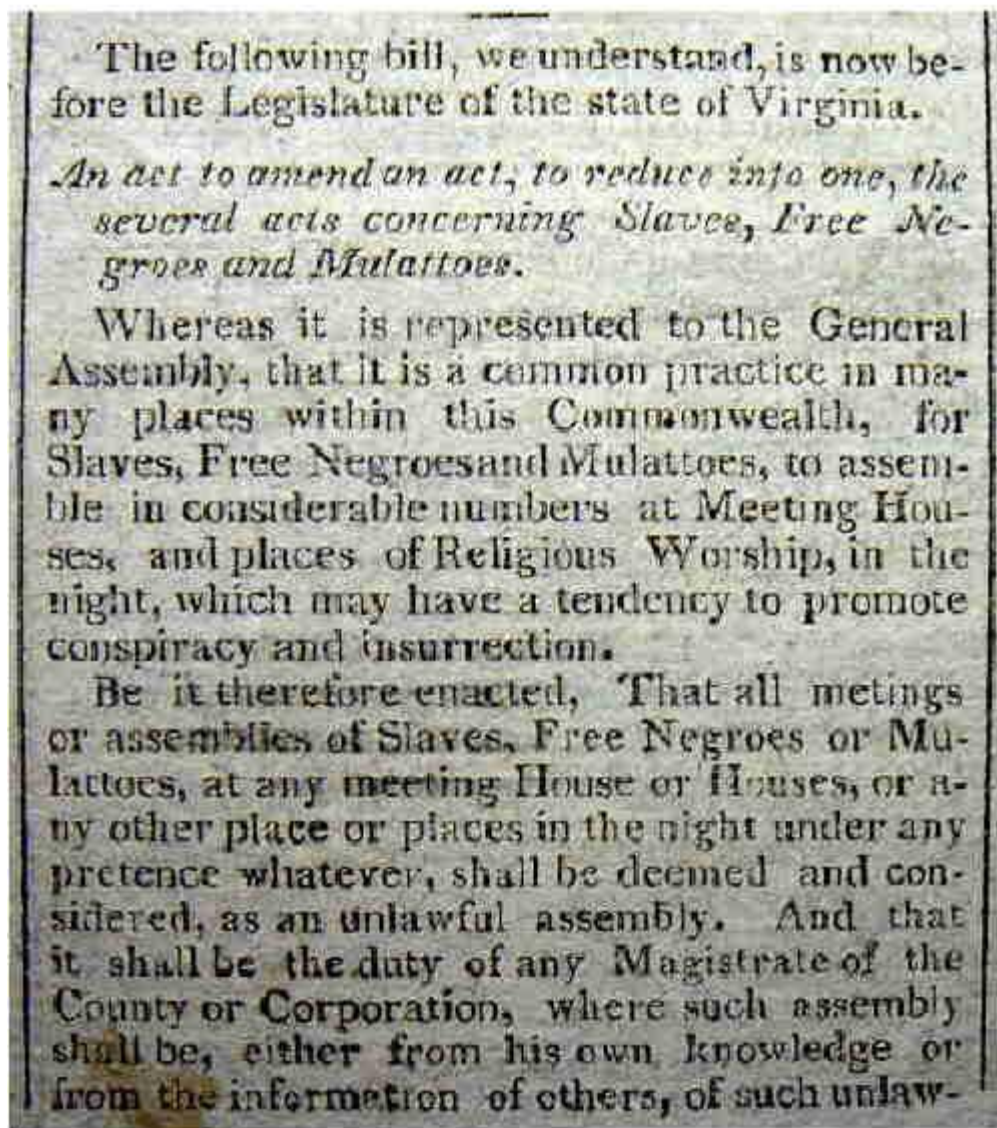 The following bill, we understand, is now be-
fore the Legislature of the state of Virginia.
An act to amend an act, to reduce into one, the
several acts concerning Slaves, Free Ne-
groes and Mulattoes.
Whereas it is represented to the General
Assembly, that it is a common practice in ma-
ny places within this Commonwealth, for
Slaves, Free Negroes and Mulattoes, to assem-
ble in considerable numbers at Meeting Hou-
ses, and places of Religious Worship, in the
night, which may have a tendency to promote
conspiracy and insurrection.
Be it therefore enacted, That all metings
or assemblies of Slaves, Free Negroes or Mu-
lattoes, at any meeting House or Houses, or a-
ny other place or places in the night under any
pretence whatever, shall be deemed and con-
sidered, as an unlawful assembly. And that
it shall be the duty of any Magistrate of the
County or Corporation, where such assembly
shall be, either from his own knowledge or
from the information of others, of such unlaw-